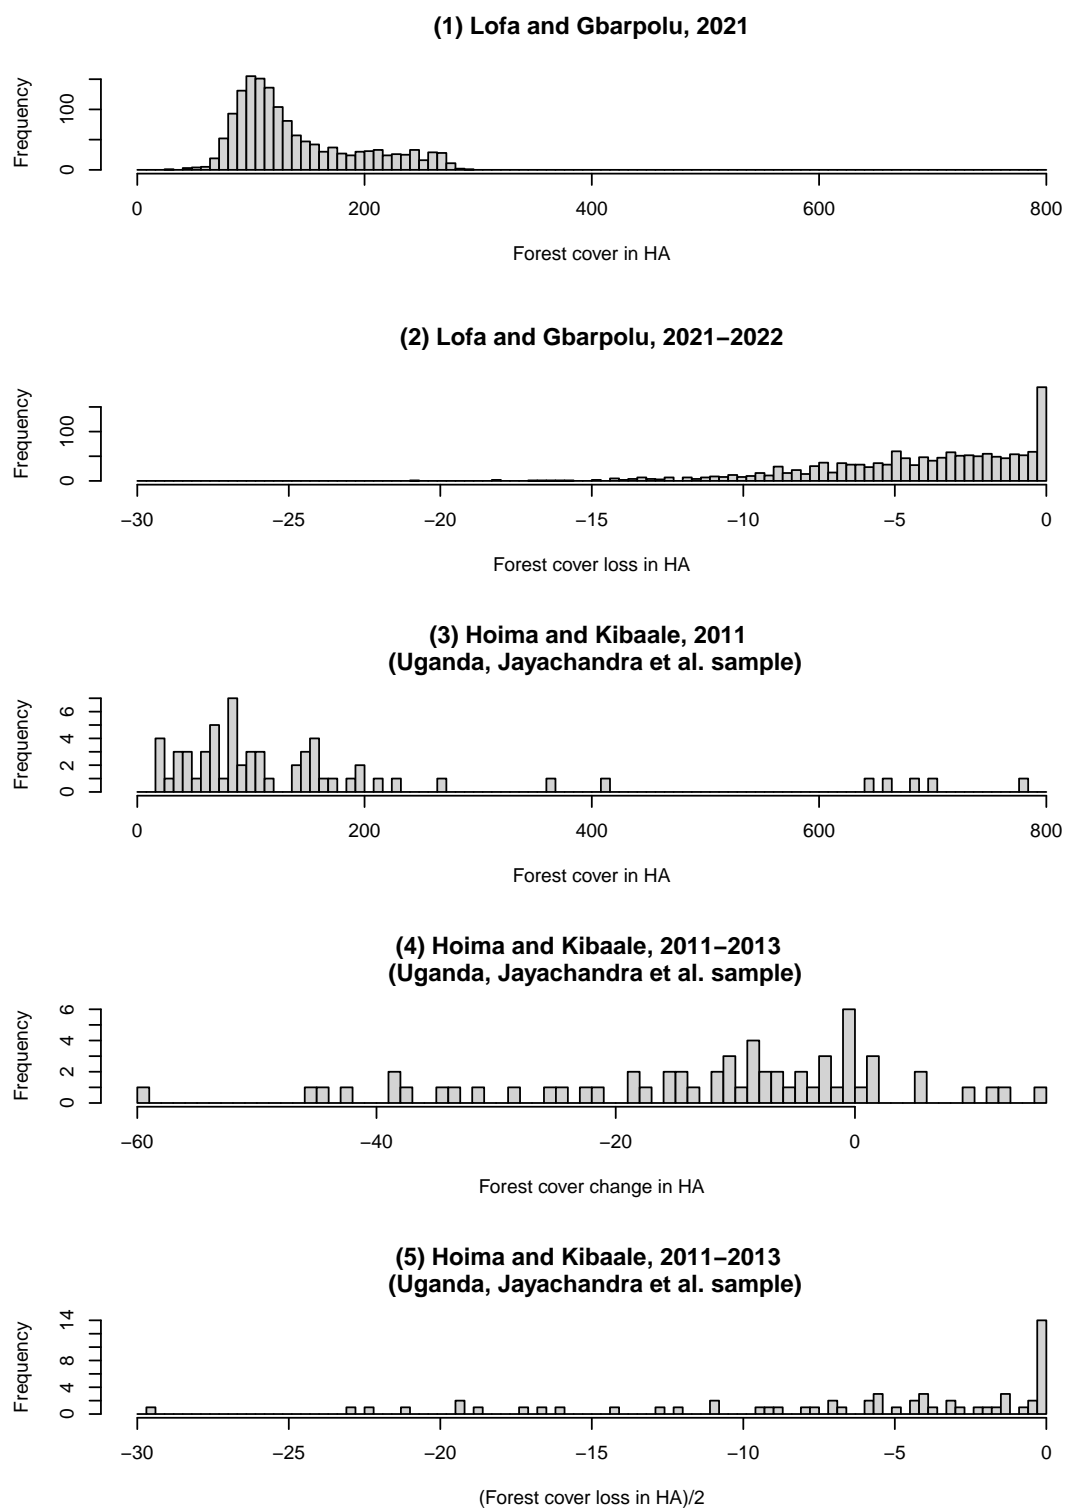 (1) Lofa and Gbarpolu, 2021
Frequency
0 100
0 200 400 600 800
Forest cover in HA
(2) Lofa and Gbarpolu, 2021−2022
Frequency
0 100
−30 −25 −20 −15 −10 −5 0
Forest cover loss in HA
(3) Hoima and Kibaale, 2011
(Uganda, Jayachandra et al. sample)
Frequency
0 2 4 6
0 200 400 600 800
Forest cover in HA
(4) Hoima and Kibaale, 2011−2013
(Uganda, Jayachandra et al. sample)
Frequency
0 2 4 6
−60 −40 −20 0
Forest cover change in HA
(5) Hoima and Kibaale, 2011−2013
(Uganda, Jayachandra et al. sample)
Frequency
0 4 8 14
−30 −25 −20 −15 −10 −5 0
(Forest cover loss in HA)/2